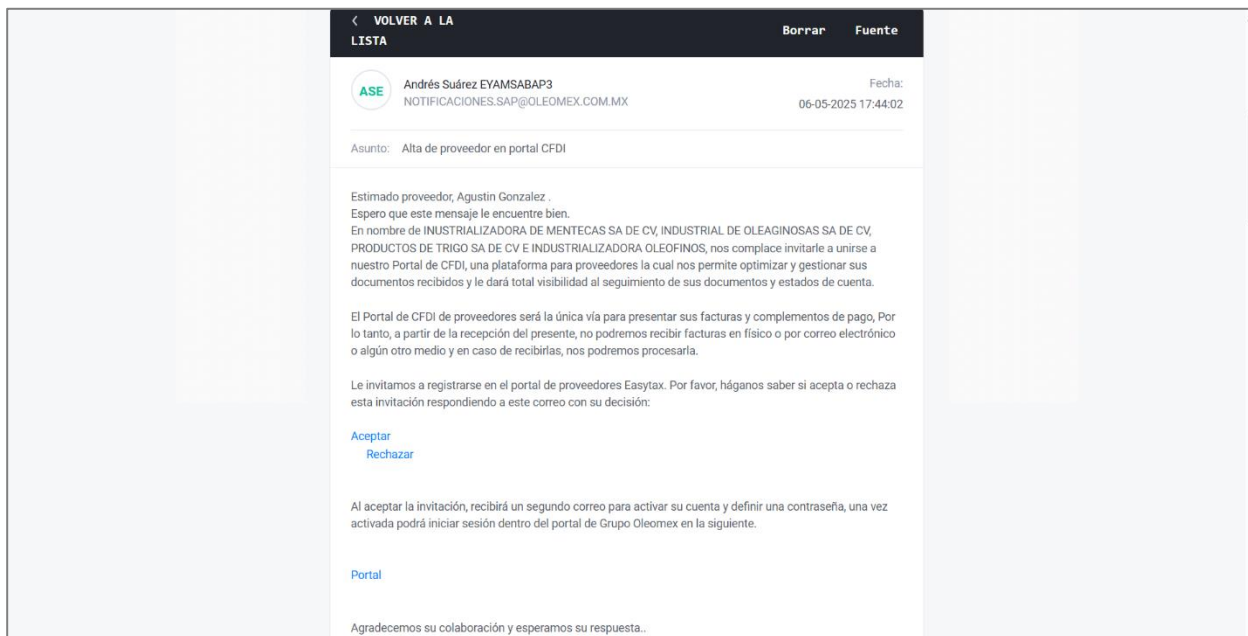 VOLVER A LA
LISTA
Borrar Fuente
ASE
Andrés Suárez EYAMSABAP3
NOTIFICACIONES.SAP@OLEOMEX.COM.MX
Fecha:
06-05-2025 17:44:02
Asunto: Alta de proveedor en portal CFDI
Estimado proveedor, Agustin Gonzalez .
Espero que este mensaje le encuentre bien.
En nombre de INUSTRIALIZADORA DE MENTECAS SA DE CV, INDUSTRIAL DE OLEAGINOSAS SA DE CV,
PRODUCTOS DE TRIGO SA DE CV E INDUSTRIALIZADORA OLEOFINOS, nos complace invitarle a unirse a
nuestro Portal de CFDI, una plataforma para proveedores la cual nos permite optimizar y gestionar sus
documentos recibidos y le dará total visibilidad al seguimiento de sus documentos y estados de cuenta.
El Portal de CFDI de proveedores será la única vía para presentar sus facturas y complementos de pago, Por
lo tanto, a partir de la recepción del presente, no podremos recibir facturas en físico o por correo electrónico
o algún otro medio y en caso de recibirlas, nos podremos procesarla.
Le invitamos a registrarse en el portal de proveedores Easytax. Por favor, háganos saber si acepta o rechaza
esta invitación respondiendo a este correo con su decisión:
Aceptar
Rechazar
Al aceptar la invitación, recibirá un segundo correo para activar su cuenta y definir una contraseña, una vez
activada podrá iniciar sesión dentro del portal de Grupo Oleomex en la siguiente.
Portal
Agradecemos su colaboración y esperamos su respuesta..